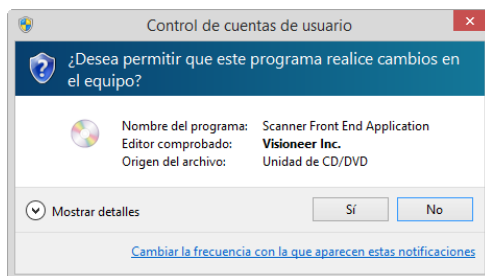 Control de cuentas de usuario
¿Desea permitir que este programa realice cambios en
el equipo?
Nombre del programa: Scanner Front End Application
Editor comprobado: Visioneer Inc.
Origen del archivo: Unidad de CD/DVD
Mostrar detalles Sí No
Cambiar la frecuencia con la que aparecen estas notificaciones